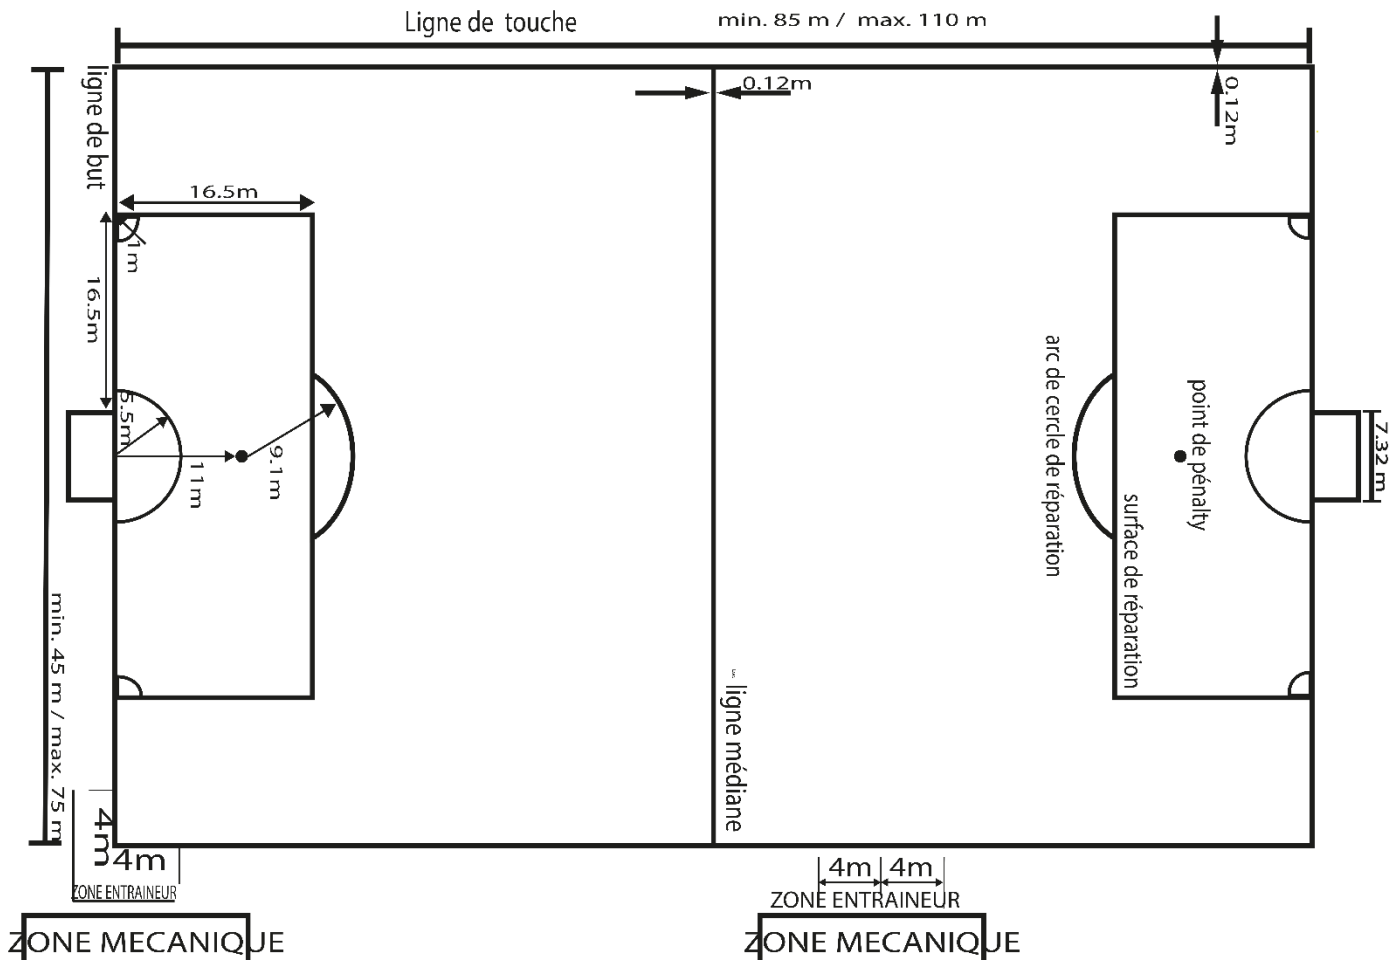 Ligne de touche min. 85 m / max. 110 m
ligne de but
0.12m
0.12m
16.5m
1m
16.5m
5.5m
11m
9.1m
arc de cercle de réparation
point de pénalty
surface de réparation
7.32 m
min. 45 m / max. 75 m
ligne médiane
4m
4m
ZONE ENTRAINEUR
ZONE MECANIQUE
4m 4m
ZONE ENTRAINEUR
ZONE MECANIQUE